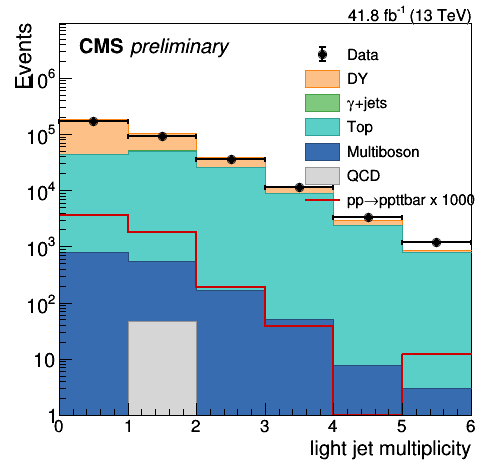 41.8 fb⁻¹ (13 TeV)
CMS preliminary
Events
Data
DY
γ+jets
Top
Multiboson
QCD
pp→ppttbar x 1000
10⁶
10⁵
10⁴
10³
10²
10
1
0 1 2 3 4 5 6
light jet multiplicity